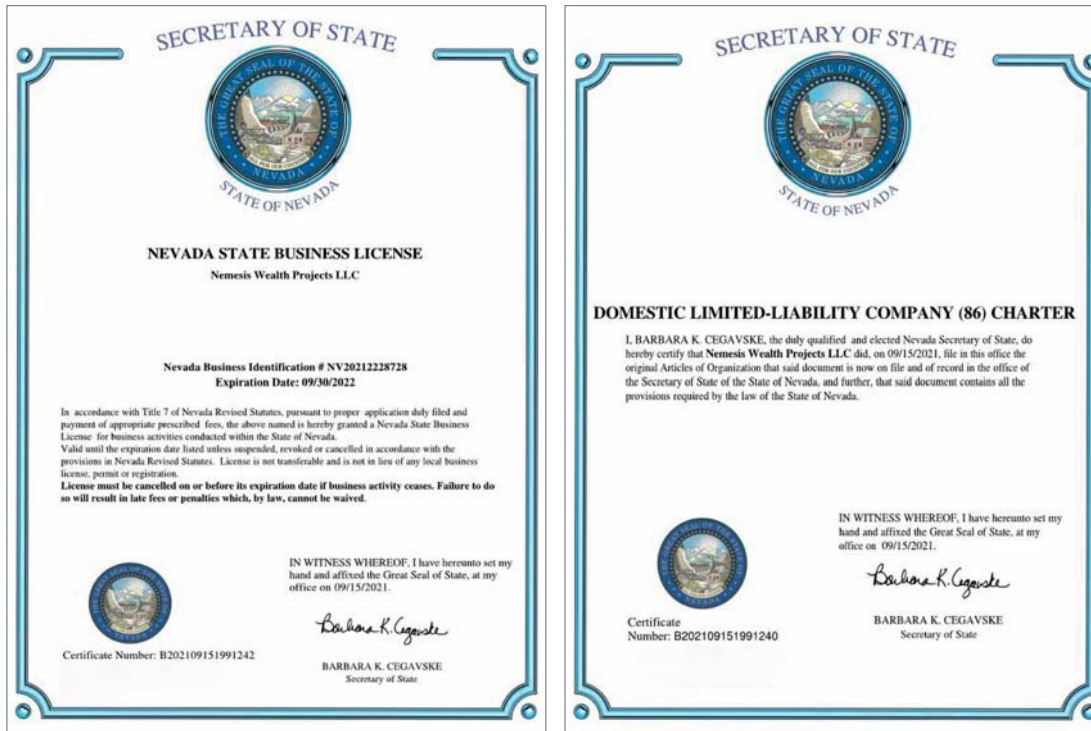 SECRETARY OF STATE
THE GREAT SEAL OF THE STATE OF
ALL FOR OUR COUNTRY
NEVADA
STATE OF NEVADA
NEVADA STATE BUSINESS LICENSE
Nemesis Wealth Projects LLC
Nevada Business Identification # NV20212228728
Expiration Date: 09/30/2022
In accordance with Title 7 of Nevada Revised Statutes, pursuant to proper application duly filed and
payment of appropriate prescribed fees, the above named is hereby granted a Nevada State Business
License for business activities conducted within the State of Nevada.
Valid until the expiration date listed unless suspended, revoked or cancelled in accordance with the
provisions in Nevada Revised Statutes. License is not transferable and is not in lieu of any local business
license, permit or registration.
License must be cancelled on or before its expiration date if business activity ceases. Failure to do
so will result in late fees or penalties which, by law, cannot be waived.
IN WITNESS WHEREOF, I have hereunto set my
hand and affixed the Great Seal of State, at my
office on 09/15/2021.
Barbara K. Cegavske
Certificate Number: B202109151991242
BARBARA K. CEGAVSKE
Secretary of State
SECRETARY OF STATE
THE GREAT SEAL OF THE STATE OF
ALL FOR OUR COUNTRY
NEVADA
STATE OF NEVADA
DOMESTIC LIMITED-LIABILITY COMPANY (86) CHARTER
I, BARBARA K. CEGAVSKE, the duly qualified and elected Nevada Secretary of State, do
hereby certify that Nemesis Wealth Projects LLC did, on 09/15/2021, file in this office the
original Articles of Organization that said document is now on file and of record in the office of
the Secretary of State of the State of Nevada, and further, that said document contains all the
provisions required by the law of the State of Nevada.
IN WITNESS WHEREOF, I have hereunto set my
hand and affixed the Great Seal of State, at my
office on 09/15/2021.
Barbara K. Cegavske
Certificate
Number: B202109151991240
BARBARA K. CEGAVSKE
Secretary of State